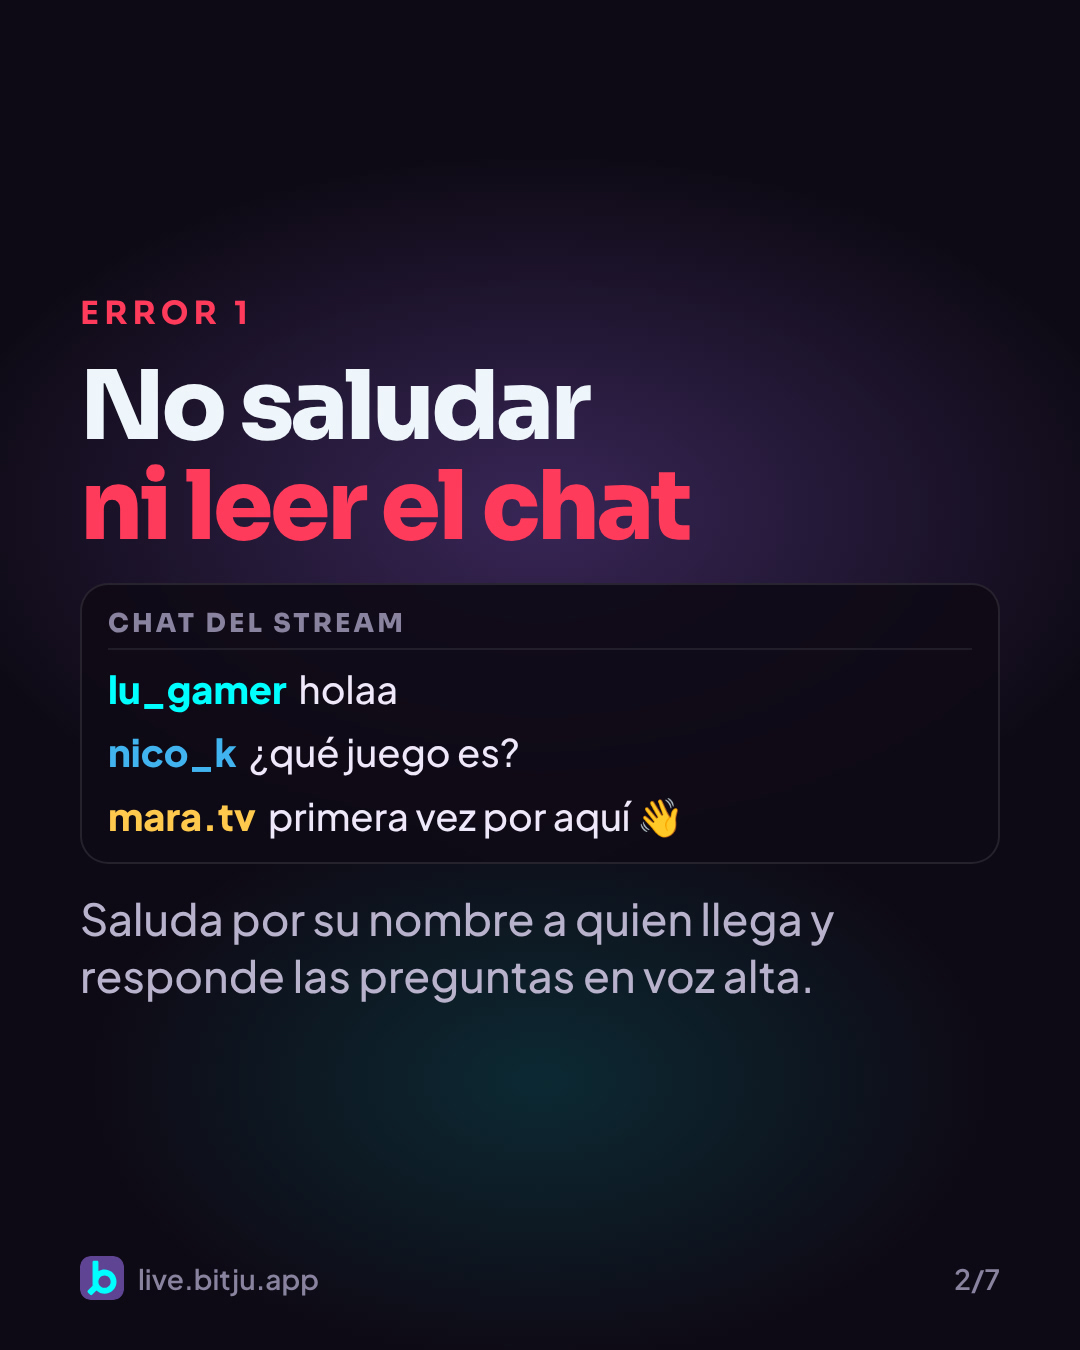 ERROR 1
No saludar
ni leer el chat
CHAT DEL STREAM
lu_gamer holaa
nico_k ¿qué juego es?
mara.tv primera vez por aquí 👋
Saluda por su nombre a quien llega y
responde las preguntas en voz alta.
live.bitju.app
2/7